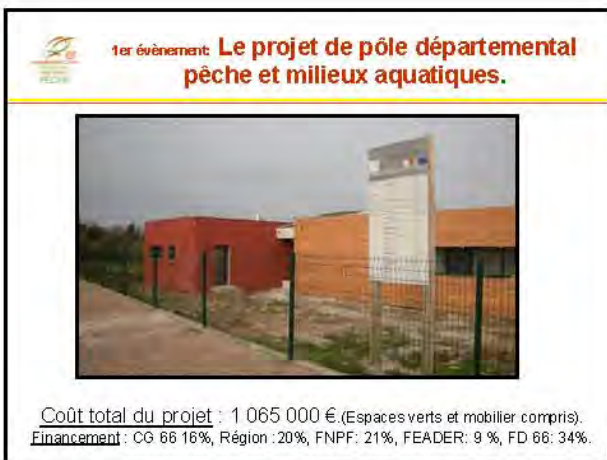 1er évènement: Le projet de pôle départemental
pêche et milieux aquatiques.
PÊCHE
Coût total du projet : 1 065 000 €.(Espaces verts et mobilier compris).
Financement : CG 66 16%, Région :20%, FNPF: 21%, FEADER: 9 %, FD 66: 34%.